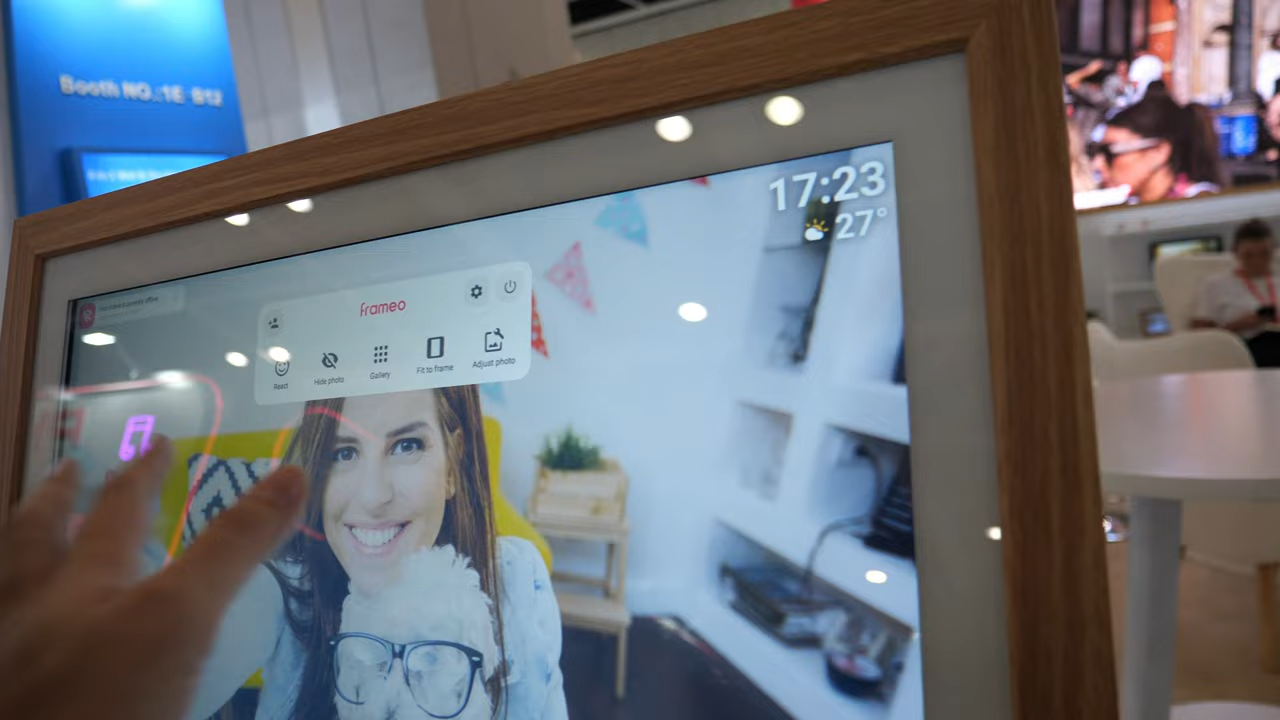 Booth NO.:1E B12
17:23
27°
frameo
React
Hide photo
Gallery
Fit to frame
Adjust photo